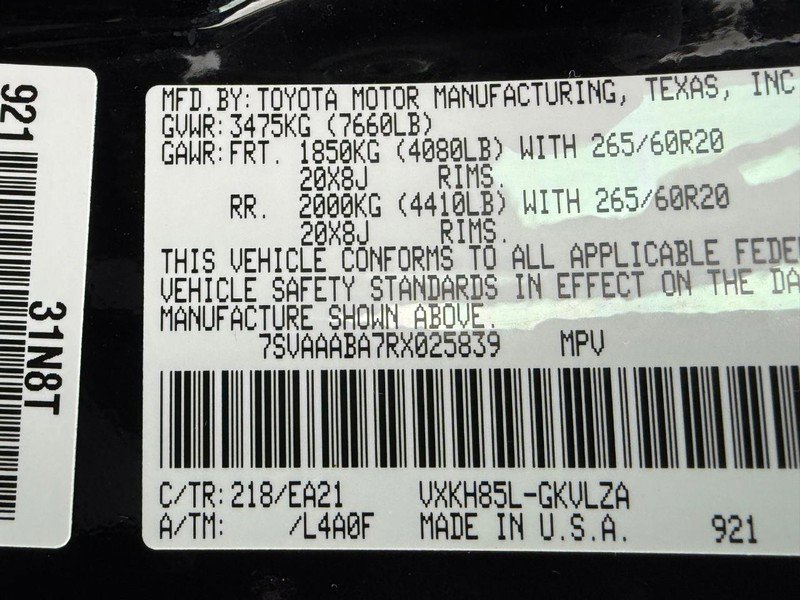 921
31N8T
MFD.BY:TOYOTA MOTOR MANUFACTURING, TEXAS, INC
GVWR:3475KG (7660LB)
GAWR:FRT. 1850KG (4080LB) WITH 265/60R20
20X8J RIMS.
RR. 2000KG (4410LB) WITH 265/60R20
20X8J RIMS.
THIS VEHICLE CONFORMS TO ALL APPLICABLE FEDE
VEHICLE SAFETY STANDARDS IN EFFECT ON THE DA
MANUFACTURE SHOWN ABOVE.
7SVAAABA7RX025839 MPV
C/TR:218/EA21 VXKH85L-GKVLZA
A/TM: /L4A0F MADE IN U.S.A. 921